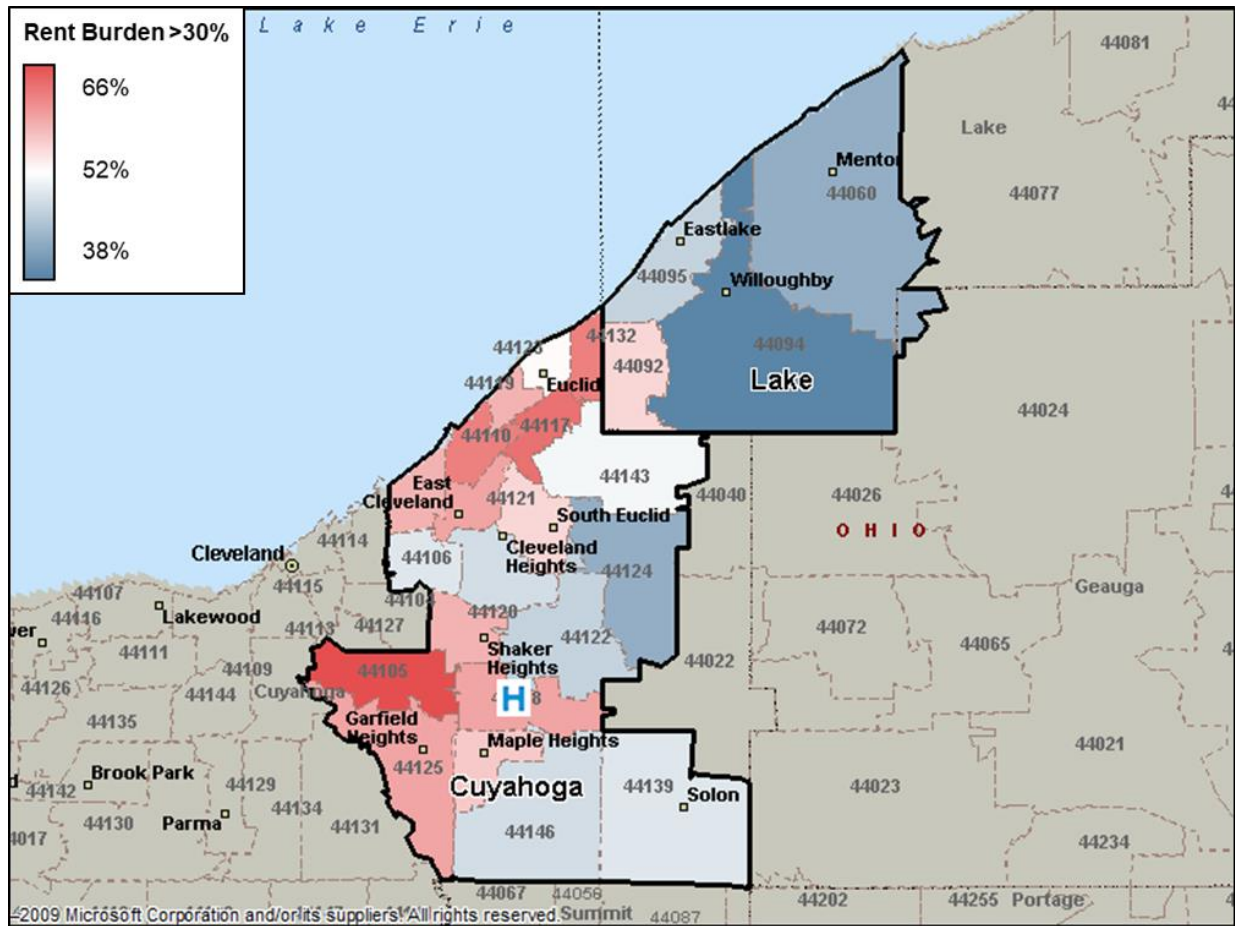 Rent Burden >30%
66%
52%
38%
Lake Erie
44081
Lake
Mentor
44060
44077
Eastlake
44095
Willoughby
44132
44123
44092
44094
Lake
44119
Euclid
44024
44110
44117
44143
East
Cleveland
44121
44040
44026
South Euclid
OHIO
44114
Cleveland
44106
Cleveland
Heights
44124
44107
44115
Geauga
44116
Lakewood
44113
44127
44120
44122
44072
44065
44111
Shaker
Heights
44022
44109
44105
44126
44144
Cuyahoga
H
44135
Garfield
Heights
Maple Heights
44021
44125
Brook Park
44142
44129
Cuyahoga
44139
Solon
44023
44130
Parma
44134
44131
44146
44234
44067
44056
44202
44255
Portage
2009 Microsoft Corporation and/or its suppliers. All rights reserved.
Summit
44087